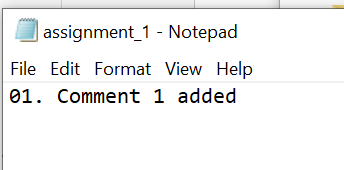 assignment_1 - Notepad
File Edit Format View Help
01. Comment 1 added